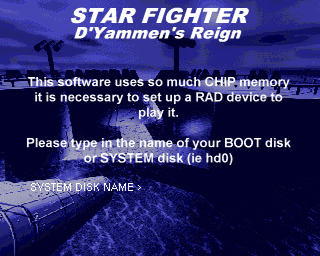 STAR FIGHTER
D'Yammen's Reign
This software uses so much CHIP memory
it is necessary to set up a RAD device to
play it.
Please type in the name of your BOOT disk
or SYSTEM disk (ie hd0)
SYSTEM DISK NAME >